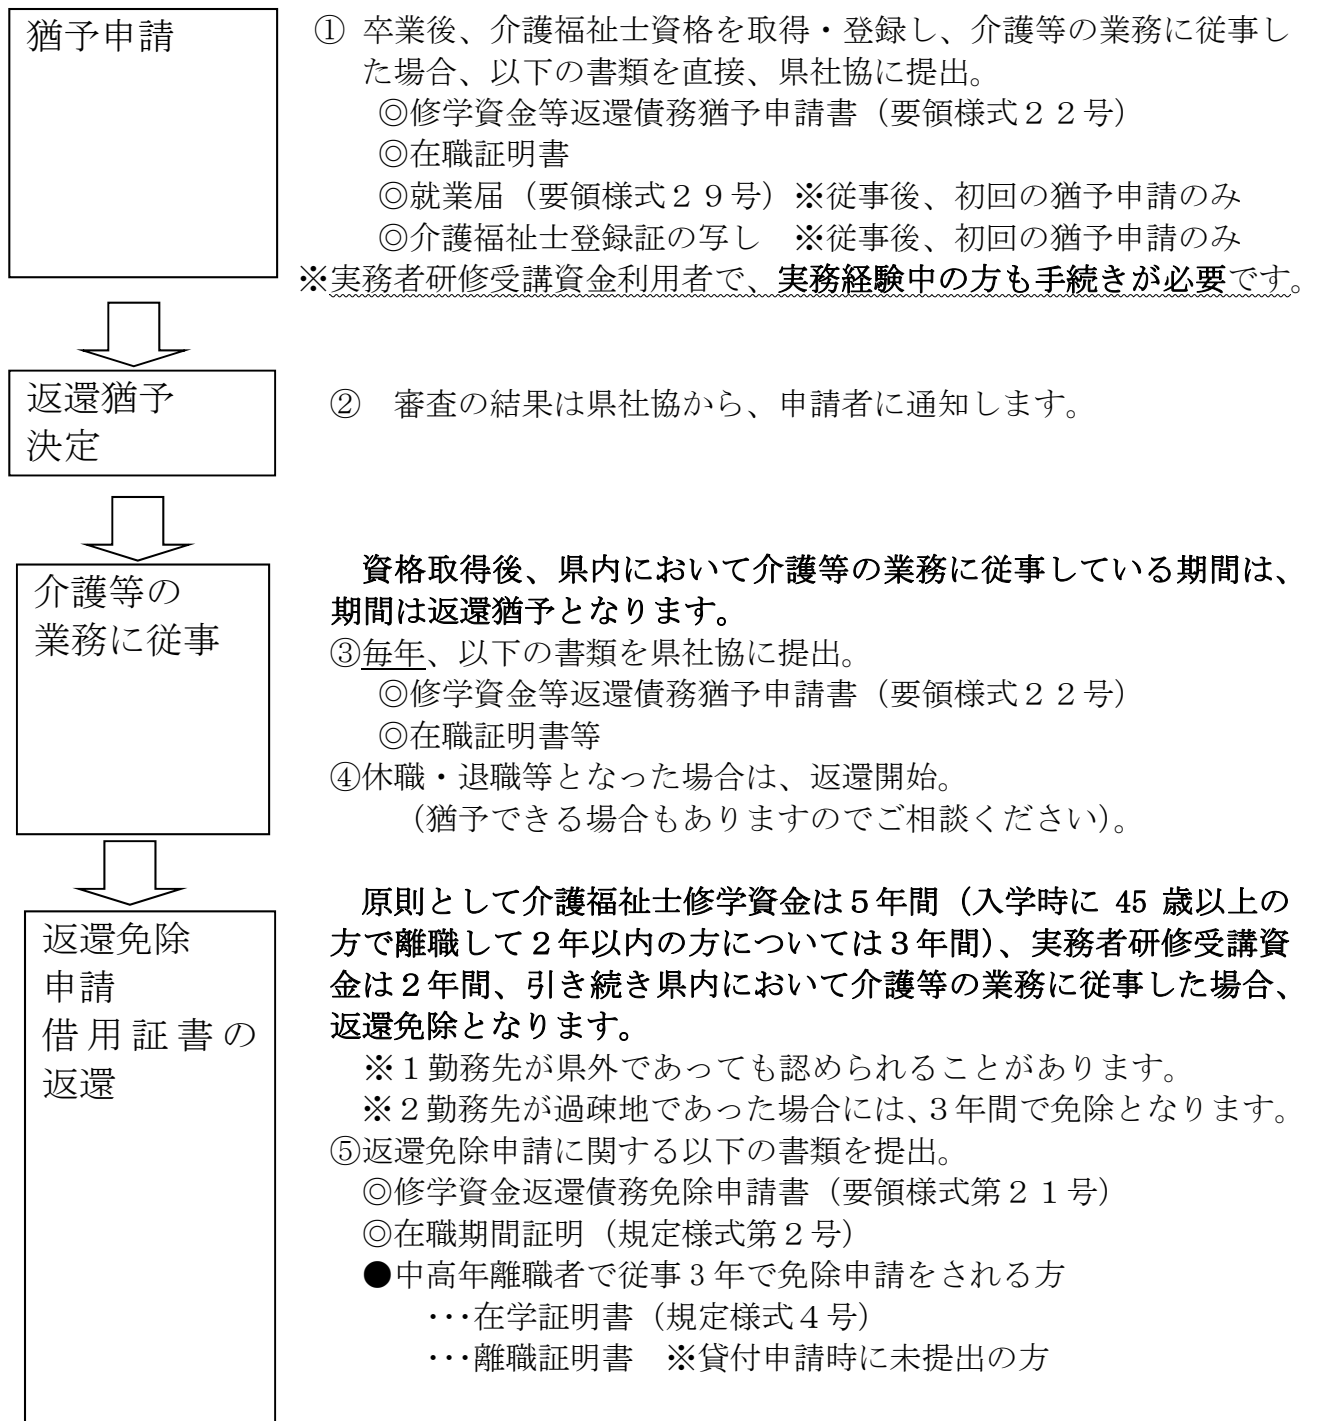 猶予申請
① 卒業後、介護福祉士資格を取得・登録し、介護等の業務に従事し
た場合、以下の書類を直接、県社協に提出。
◎修学資金等返還債務猶予申請書（要領様式２２号）
◎在職証明書
◎就業届（要領様式２９号）※従事後、初回の猶予申請のみ
◎介護福祉士登録証の写し　※従事後、初回の猶予申請のみ
※実務者研修受講資金利用者で、実務経験中の方も手続きが必要です。
返還猶予
決定
②　審査の結果は県社協から、申請者に通知します。
介護等の
業務に従事
資格取得後、県内において介護等の業務に従事している期間は、
期間は返還猶予となります。
③毎年、以下の書類を県社協に提出。
◎修学資金等返還債務猶予申請書（要領様式２２号）
◎在職証明書等
④休職・退職等となった場合は、返還開始。
（猶予できる場合もありますのでご相談ください）。
返還免除
申請
借用証書の
返還
原則として介護福祉士修学資金は５年間（入学時に 45 歳以上の
方で離職して２年以内の方については３年間）、実務者研修受講資
金は２年間、引き続き県内において介護等の業務に従事した場合、
返還免除となります。
※１勤務先が県外であっても認められることがあります。
※２勤務先が過疎地であった場合には、３年間で免除となります。
⑤返還免除申請に関する以下の書類を提出。
◎修学資金返還債務免除申請書（要領様式第２１号）
◎在職期間証明（規定様式第２号）
●中高年離職者で従事３年で免除申請をされる方
･･･在学証明書（規定様式４号）
･･･離職証明書　※貸付申請時に未提出の方